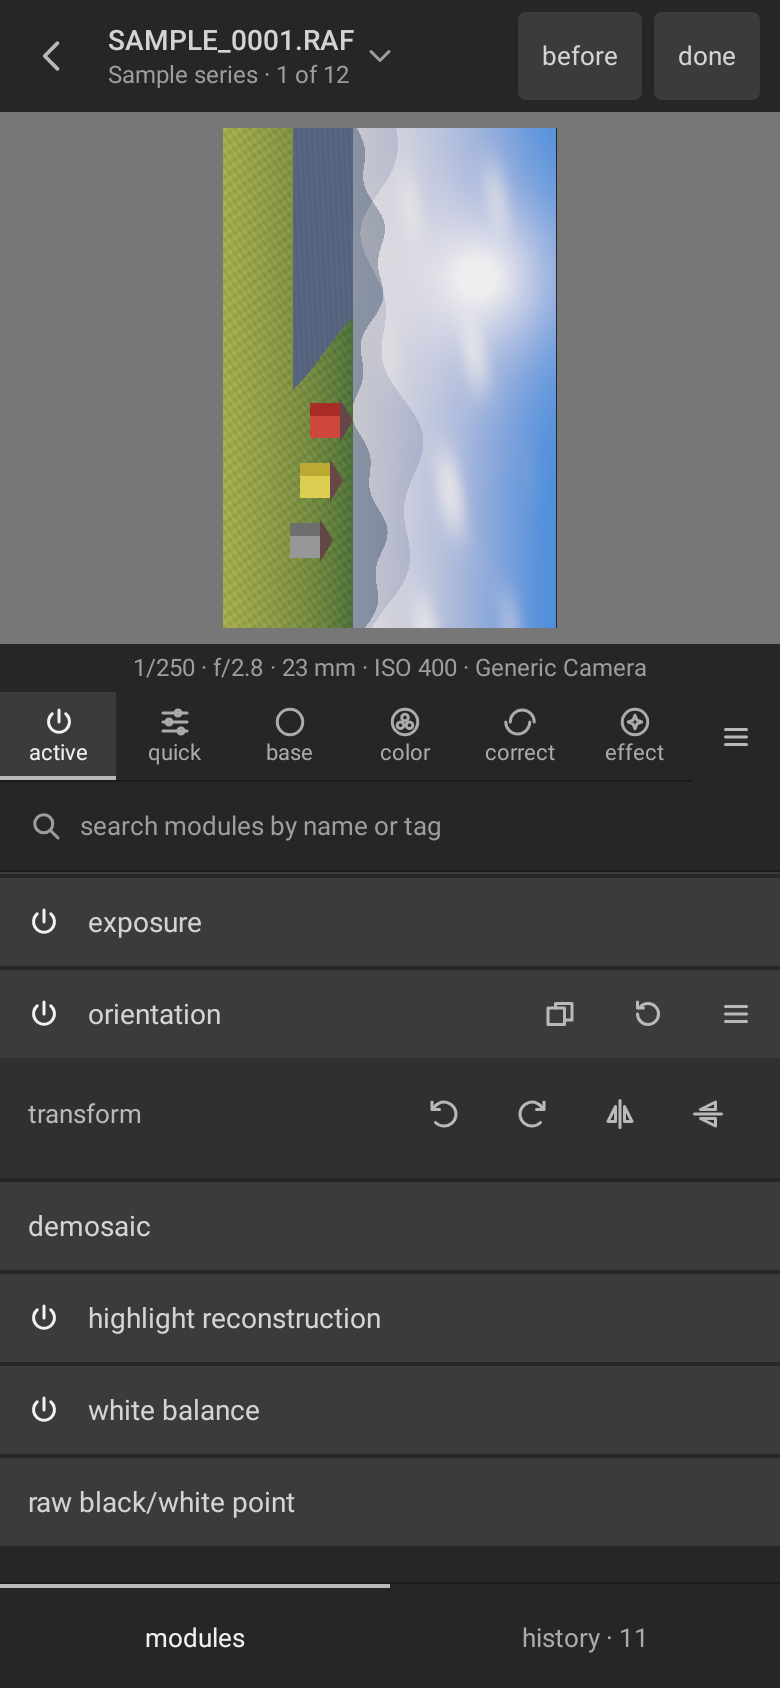 SAMPLE_0001.RAF
Sample series · 1 of 12
before
done
1/250 · f/2.8 · 23 mm · ISO 400 · Generic Camera
active
quick
base
color
correct
effect
search modules by name or tag
exposure
orientation
transform
demosaic
highlight reconstruction
white balance
raw black/white point
modules
history · 11